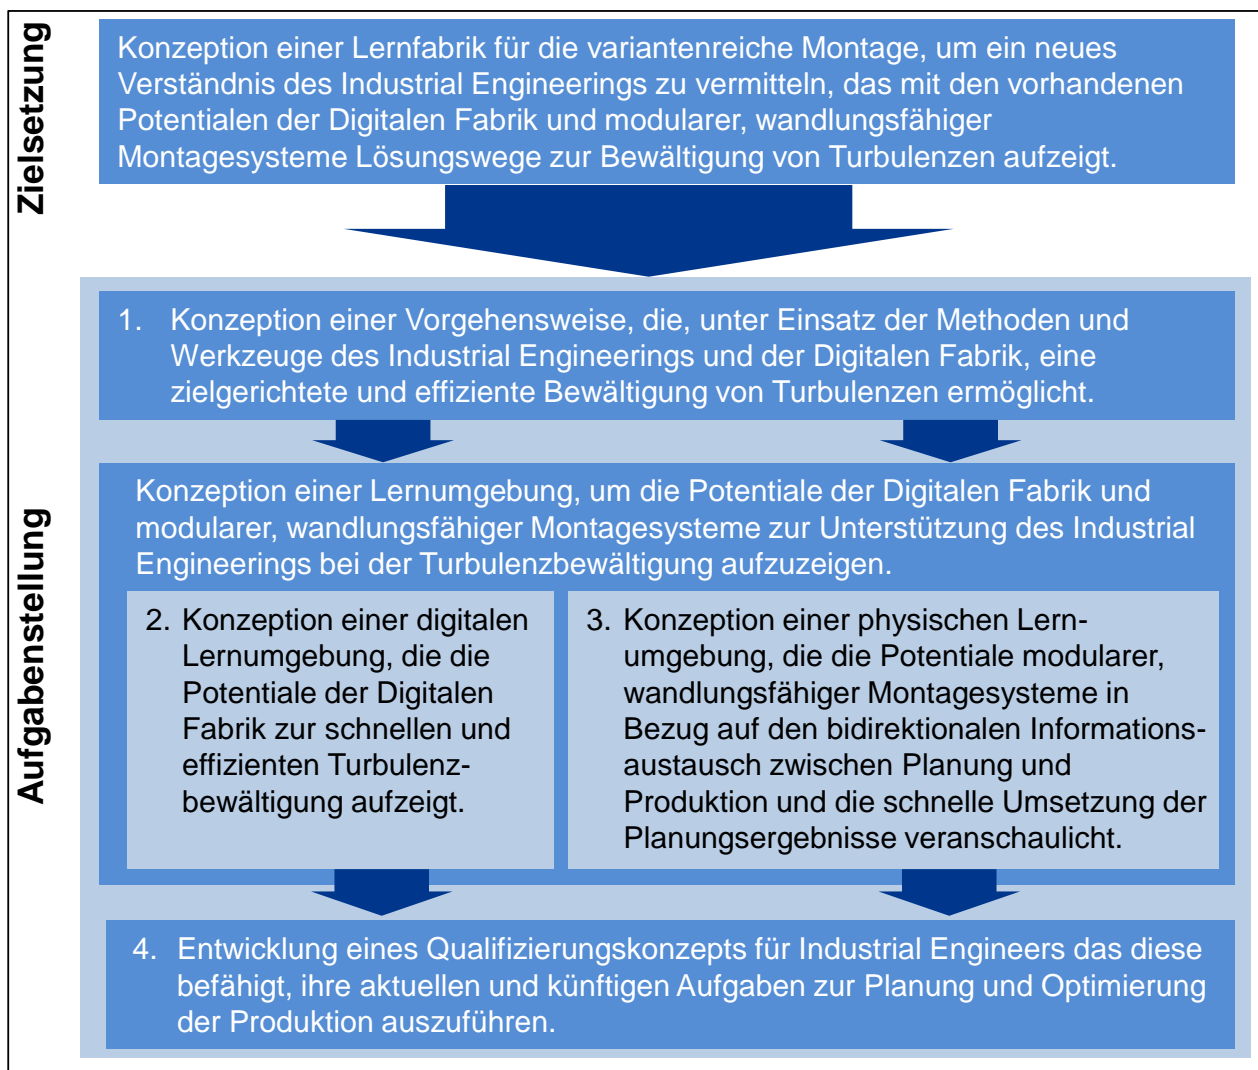 Zielsetzung
Konzeption einer Lernfabrik für die variantenreiche Montage, um ein neues
Verständnis des Industrial Engineerings zu vermitteln, das mit den vorhandenen
Potentialen der Digitalen Fabrik und modularer, wandlungsfähiger
Montagesysteme Lösungswege zur Bewältigung von Turbulenzen aufzeigt.
Aufgabenstellung
1. Konzeption einer Vorgehensweise, die, unter Einsatz der Methoden und
Werkzeuge des Industrial Engineerings und der Digitalen Fabrik, eine
zielgerichtete und effiziente Bewältigung von Turbulenzen ermöglicht.
Konzeption einer Lernumgebung, um die Potentiale der Digitalen Fabrik und
modularer, wandlungsfähiger Montagesysteme zur Unterstützung des Industrial
Engineerings bei der Turbulenzbewältigung aufzuzeigen.
2. Konzeption einer digitalen
Lernumgebung, die die
Potentiale der Digitalen
Fabrik zur schnellen und
effizienten Turbulenz-
bewältigung aufzeigt.
3. Konzeption einer physischen Lern-
umgebung, die die Potentiale modularer,
wandlungsfähiger Montagesysteme in
Bezug auf den bidirektionalen Informations-
austausch zwischen Planung und
Produktion und die schnelle Umsetzung der
Planungsergebnisse veranschaulicht.
4. Entwicklung eines Qualifizierungskonzepts für Industrial Engineers das diese
befähigt, ihre aktuellen und künftigen Aufgaben zur Planung und Optimierung
der Produktion auszuführen.